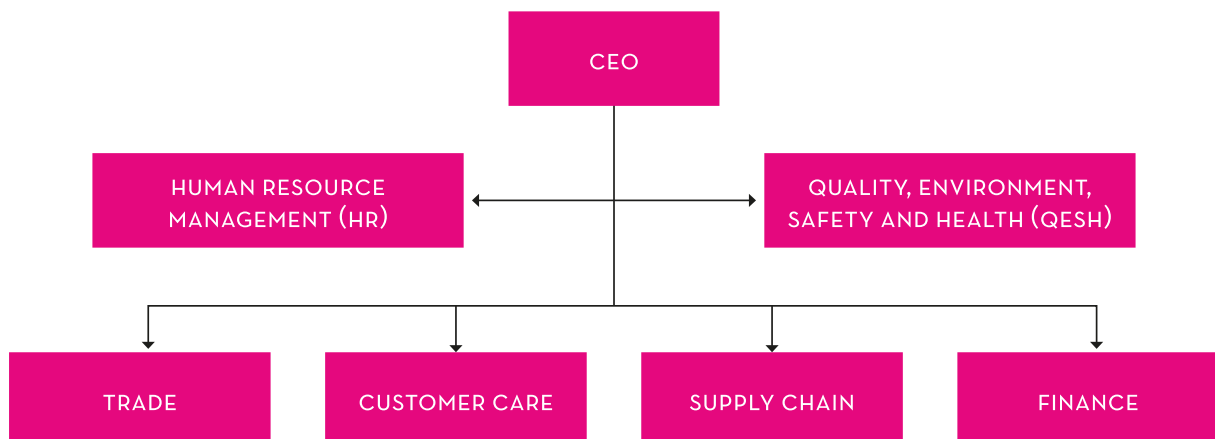 CEO
HUMAN RESOURCE
MANAGEMENT (HR)
QUALITY, ENVIRONMENT,
SAFETY AND HEALTH (QESH)
TRADE
CUSTOMER CARE
SUPPLY CHAIN
FINANCE